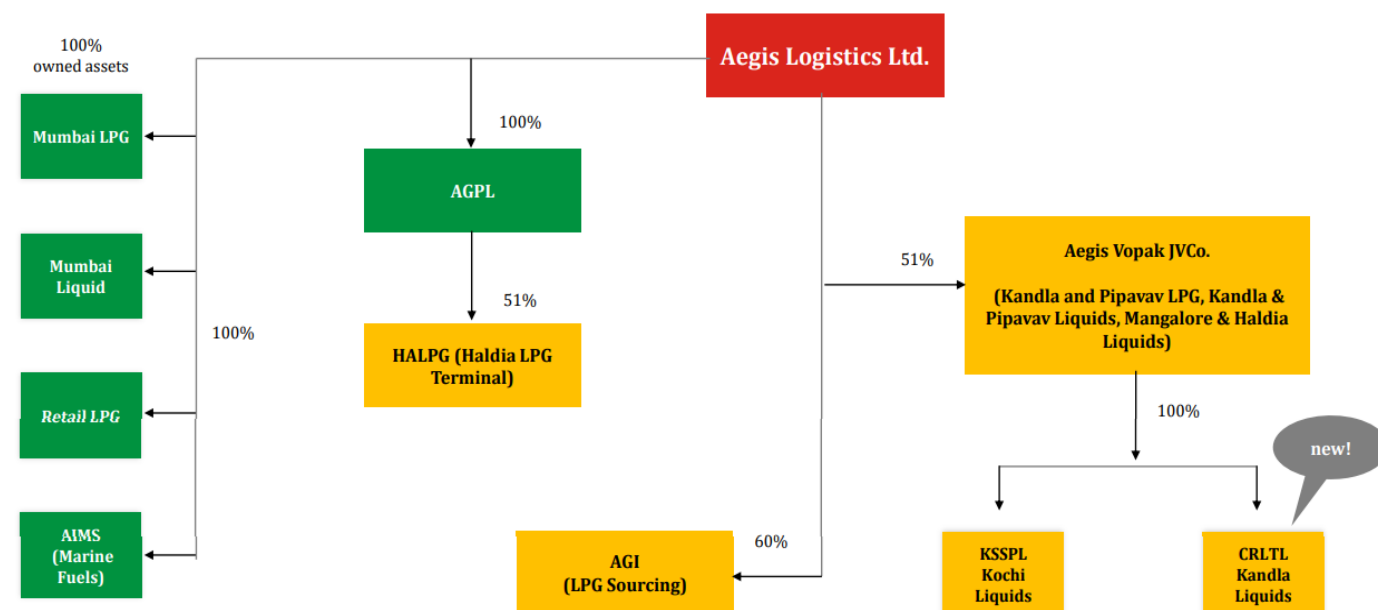 Aegis Logistics Ltd.
100%
owned assets
Mumbai LPG
Mumbai
Liquid
Retail LPG
AIMS
(Marine
Fuels)
100%
100%
AGPL
51%
HALPG (Haldia LPG
Terminal)
60%
AGI
(LPG Sourcing)
51%
Aegis Vopak JVCo.
(Kandla and Pipavav LPG, Kandla &
Pipavav Liquids, Mangalore & Haldia
Liquids)
100%
new!
KSSPL
Kochi
Liquids
CRLTL
Kandla
Liquids